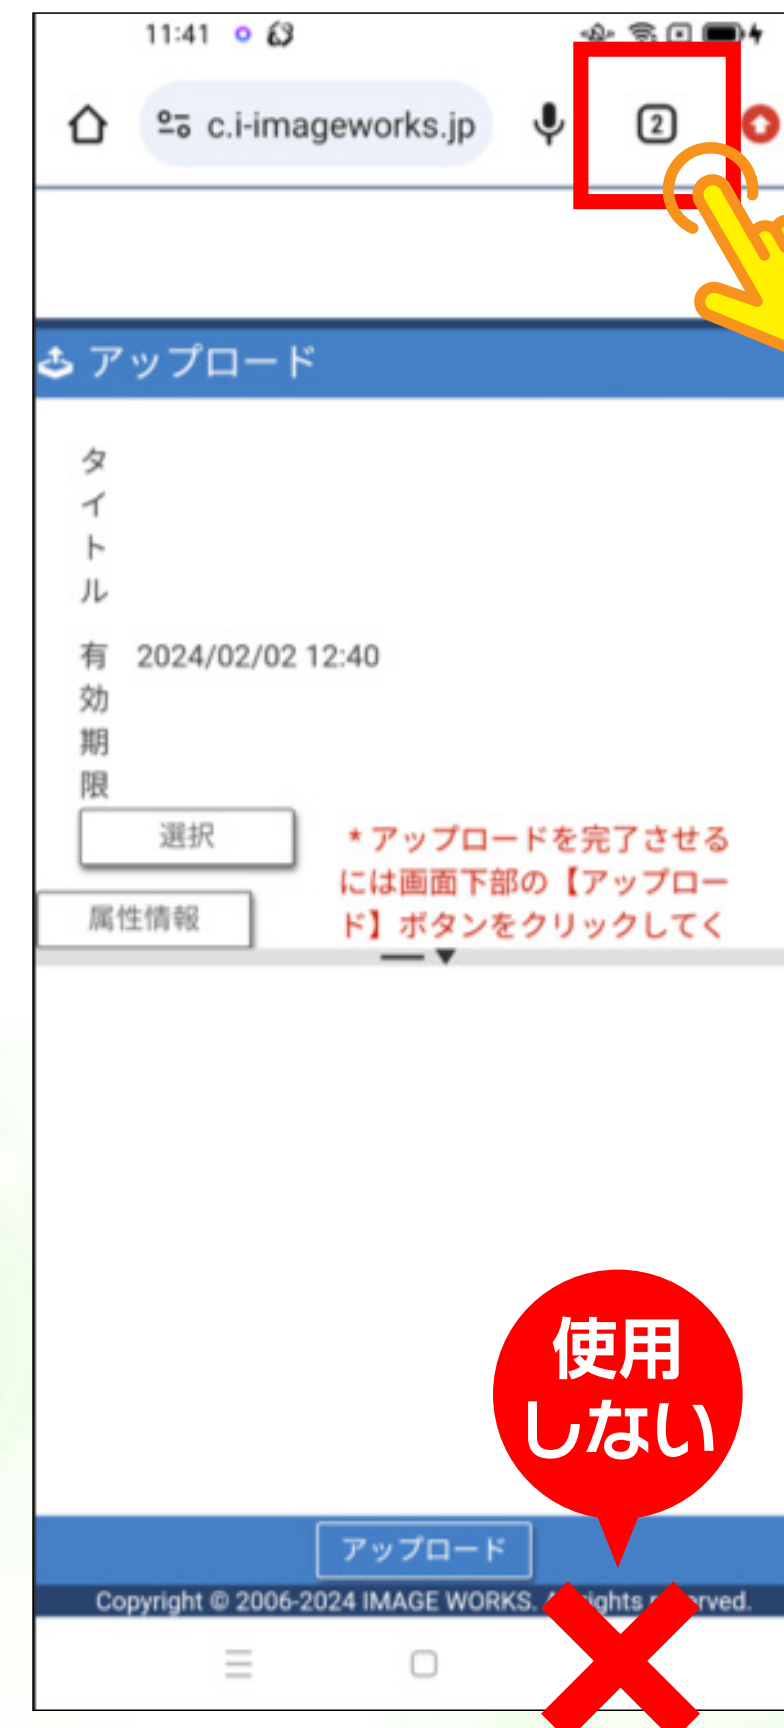 11:41
c.i-imageworks.jp
2
アップロード
タイトル
有効期限
2024/02/02 12:40
選択
* アップロードを完了させる
には画面下部の【アップロー
ド】ボタンをクリックしてく
属性情報
使用
しない
アップロード
Copyright © 2006-2024 IMAGE WORKS.